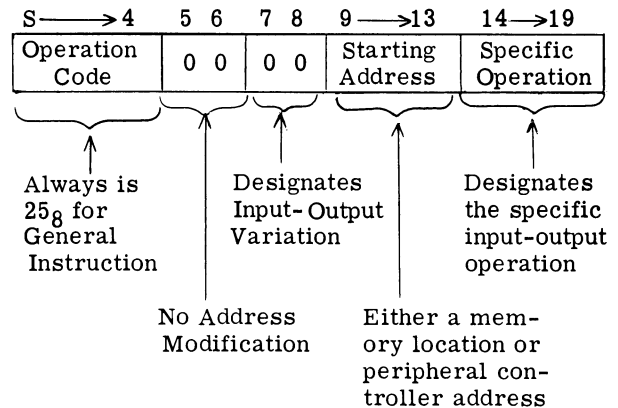 S → 4 5 6 7 8 9 → 13 14 → 19
Operation Code
0 0
0 0
Starting Address
Specific Operation
Always is
25₈ for
General
Instruction
Designates
Input-Output
Variation
Designates
the specific
input-output
operation
No Address
Modification
Either a mem-
ory location or
peripheral con-
troller address